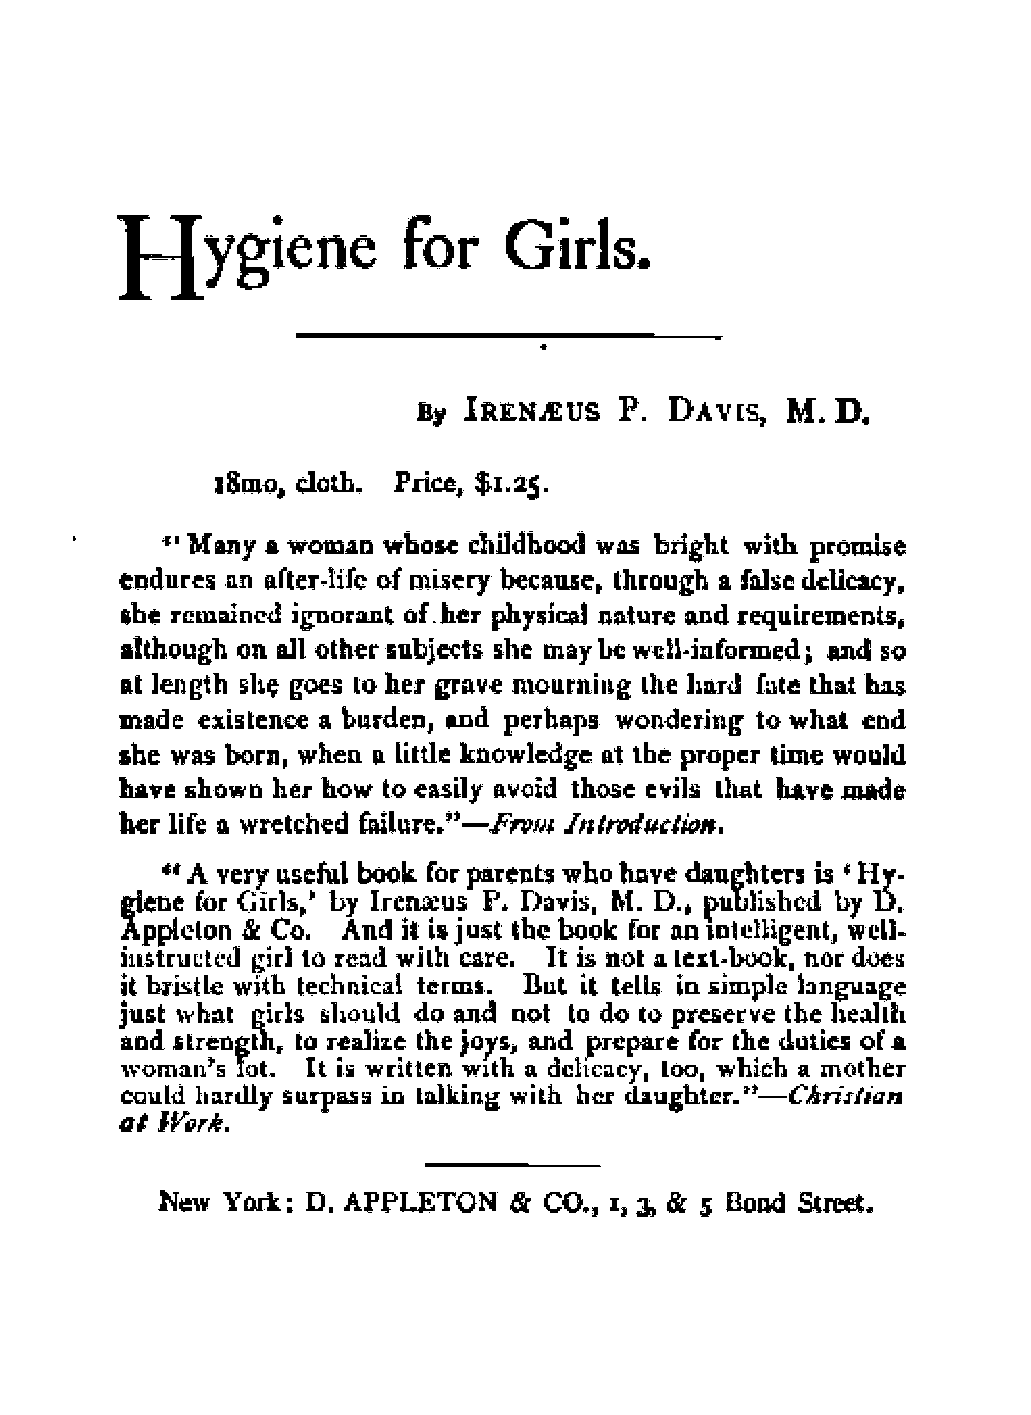 Hygiene for Girls.
By IRENÆUS P. DAVIS, M. D.
18mo, cloth. Price, $1.25.
"Many a woman whose childhood was bright with promise
endures an after-life of misery because, through a false delicacy,
she remained ignorant of her physical nature and requirements,
although on all other subjects she may be well-informed; and so
at length she goes to her grave mourning the hard fate that has
made existence a burden, and perhaps wondering to what end
she was born, when a little knowledge at the proper time would
have shown her how to easily avoid those evils that have made
her life a wretched failure."—From Introduction.
"A very useful book for parents who have daughters is 'Hy-
giene for Girls,' by Irenæus P. Davis, M. D., published by D.
Appleton & Co. And it is just the book for an intelligent, well-
instructed girl to read with care. It is not a text-book, nor does
it bristle with technical terms. But it tells in simple language
just what girls should do and not to do to preserve the health
and strength, to realize the joys, and prepare for the duties of a
woman's lot. It is written with a delicacy, too, which a mother
could hardly surpass in talking with her daughter."—Christian
at Work.
New York: D. APPLETON & CO., 1, 3, & 5 Bond Street.